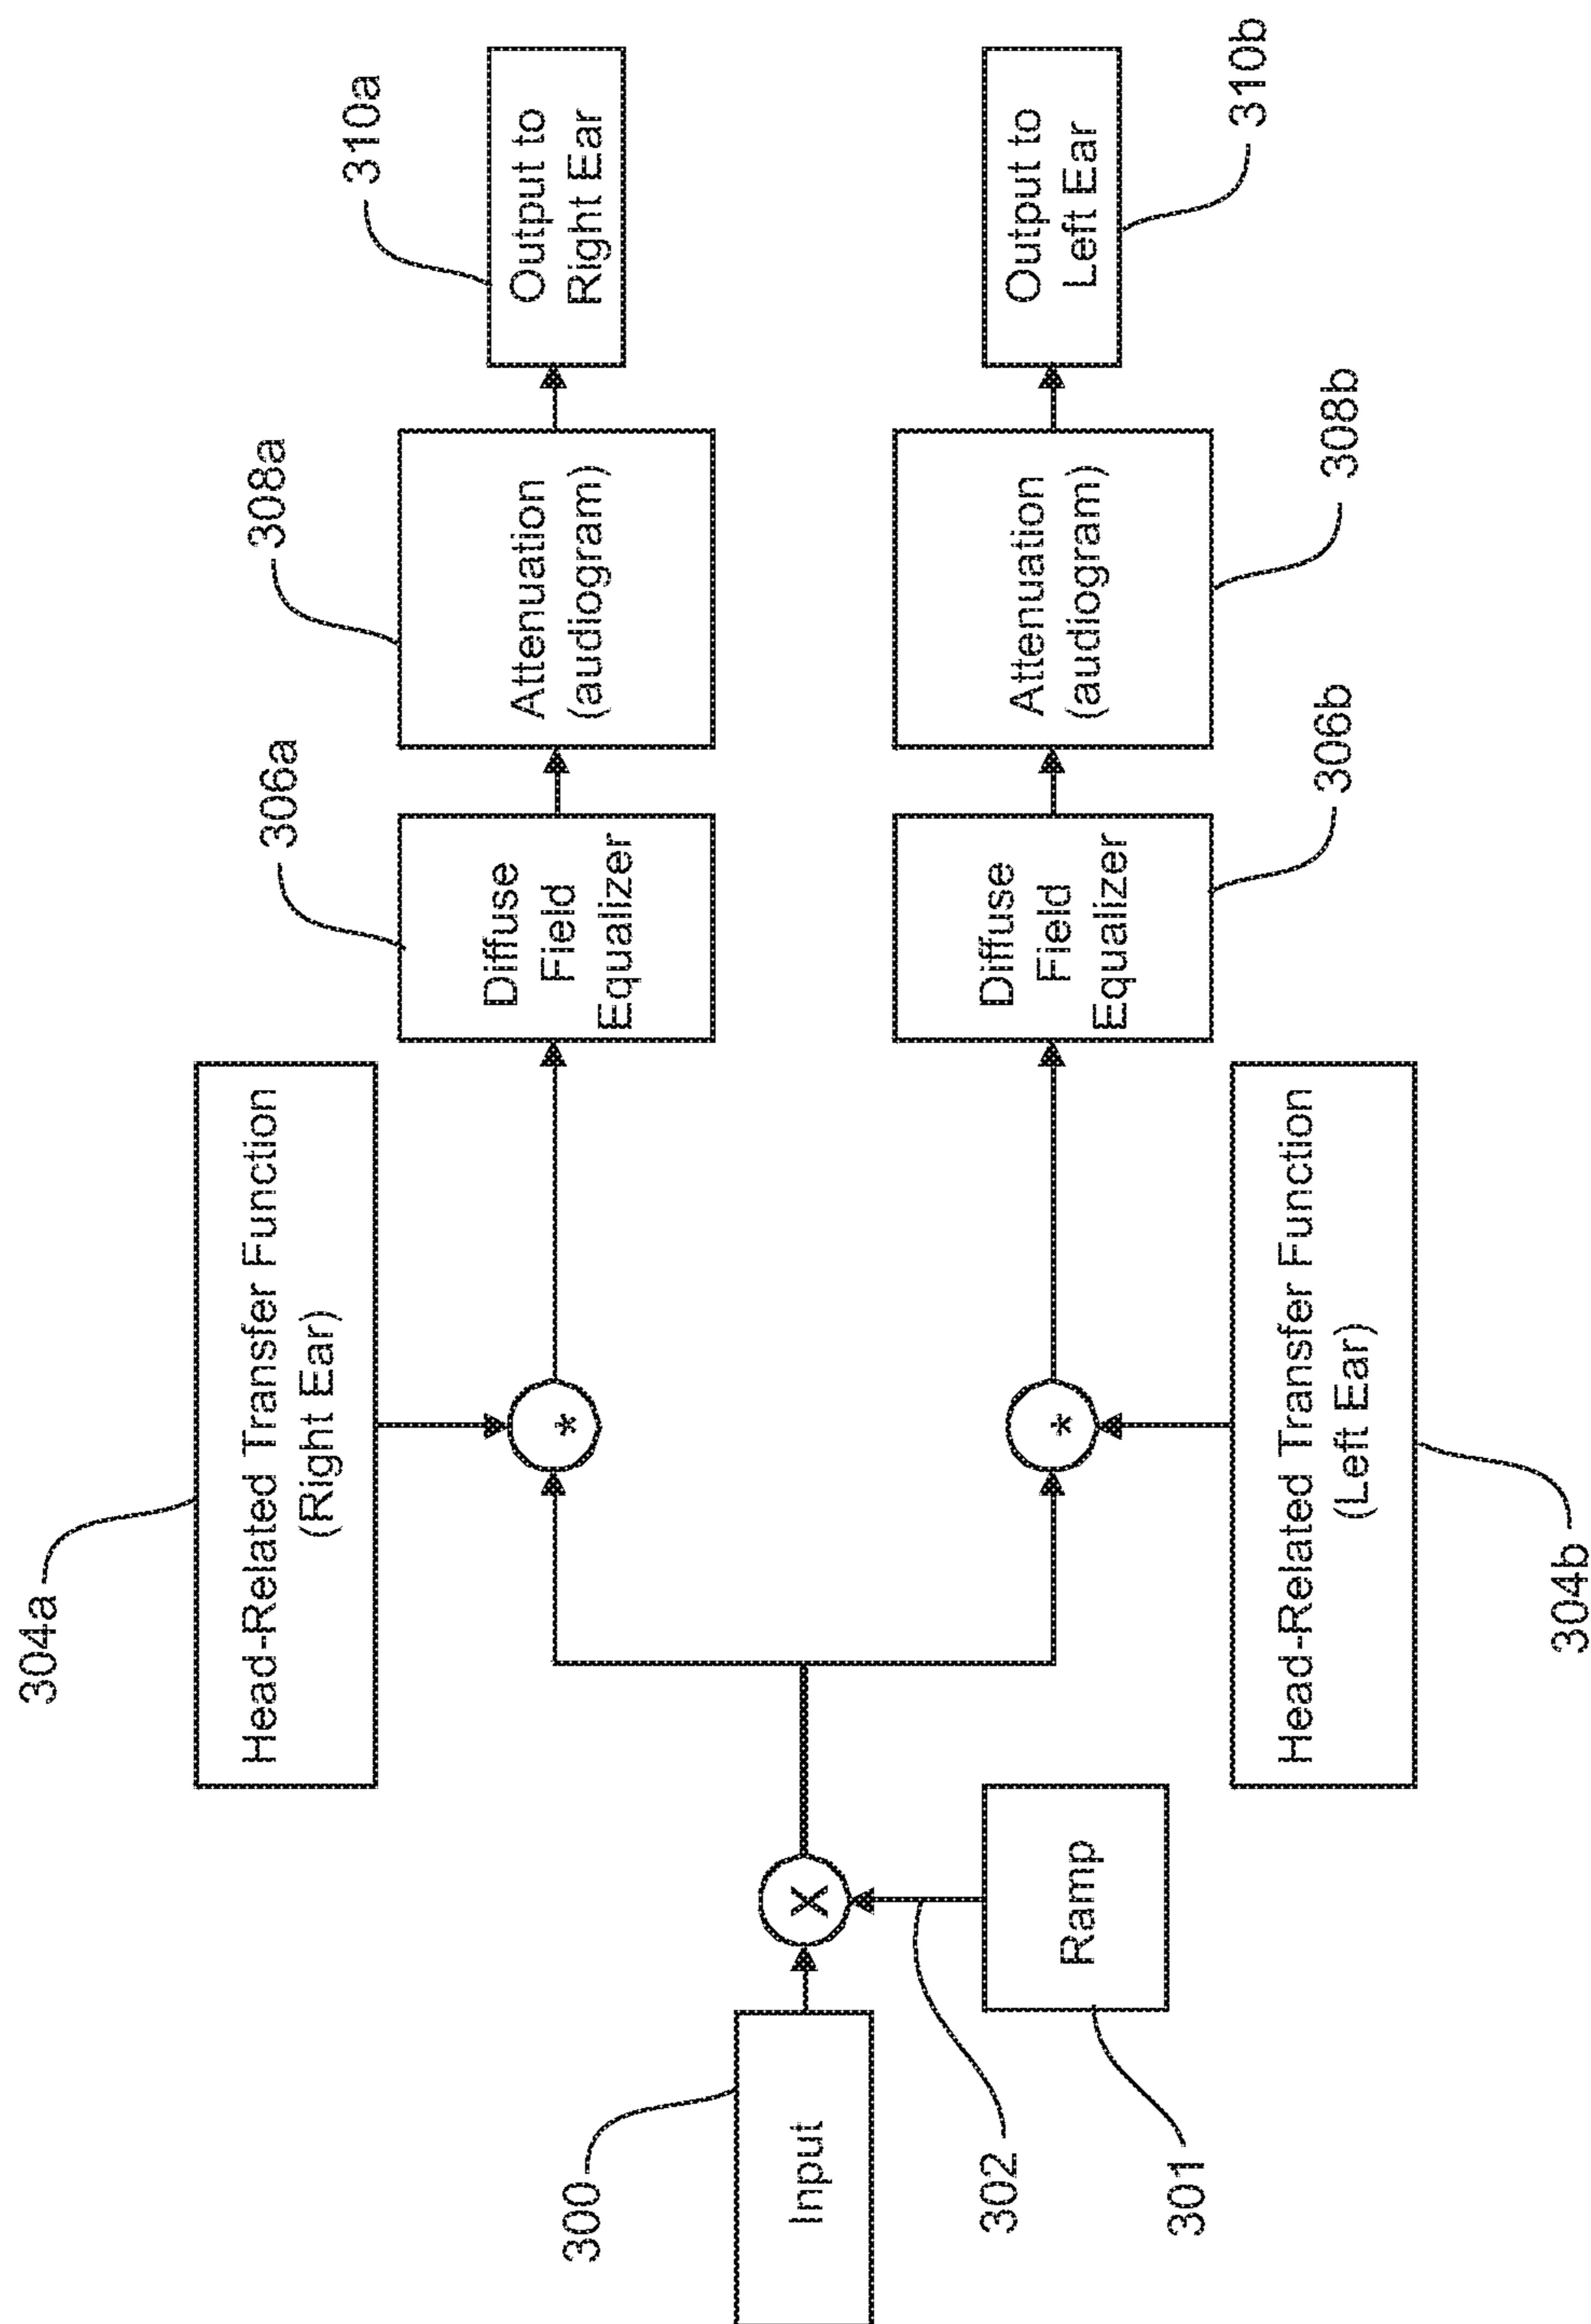 304a
Head-Related Transfer Function
(Right Ear)
306a
308a
310a
Diffuse
Field
Equalizer
Attenuation
(audiogram)
Output to
Right Ear
*
300
Input
X
302
Ramp
301
*
Diffuse
Field
Equalizer
Attenuation
(audiogram)
Output to
Left Ear
306b
308b
310b
Head-Related Transfer Function
(Left Ear)
304b